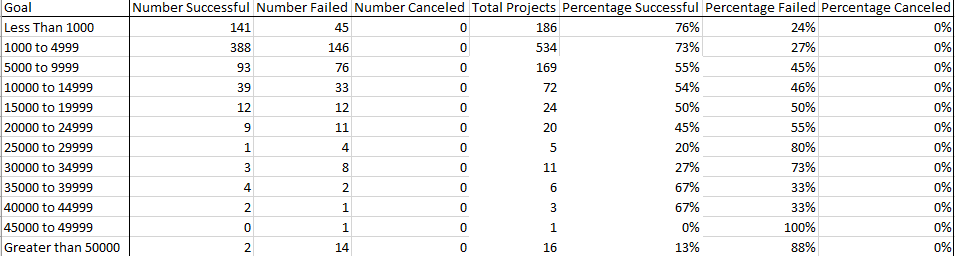 Goal Number Successful Number Failed Number Canceled Total Projects Percentage Successful Percentage Failed Percentage Canceled
Less Than 1000 141 45 0 186 76% 24% 0%
1000 to 4999 388 146 0 534 73% 27% 0%
5000 to 9999 93 76 0 169 55% 45% 0%
10000 to 14999 39 33 0 72 54% 46% 0%
15000 to 19999 12 12 0 24 50% 50% 0%
20000 to 24999 9 11 0 20 45% 55% 0%
25000 to 29999 1 4 0 5 20% 80% 0%
30000 to 34999 3 8 0 11 27% 73% 0%
35000 to 39999 4 2 0 6 67% 33% 0%
40000 to 44999 2 1 0 3 67% 33% 0%
45000 to 49999 0 1 0 1 0% 100% 0%
Greater than 50000 2 14 0 16 13% 88% 0%